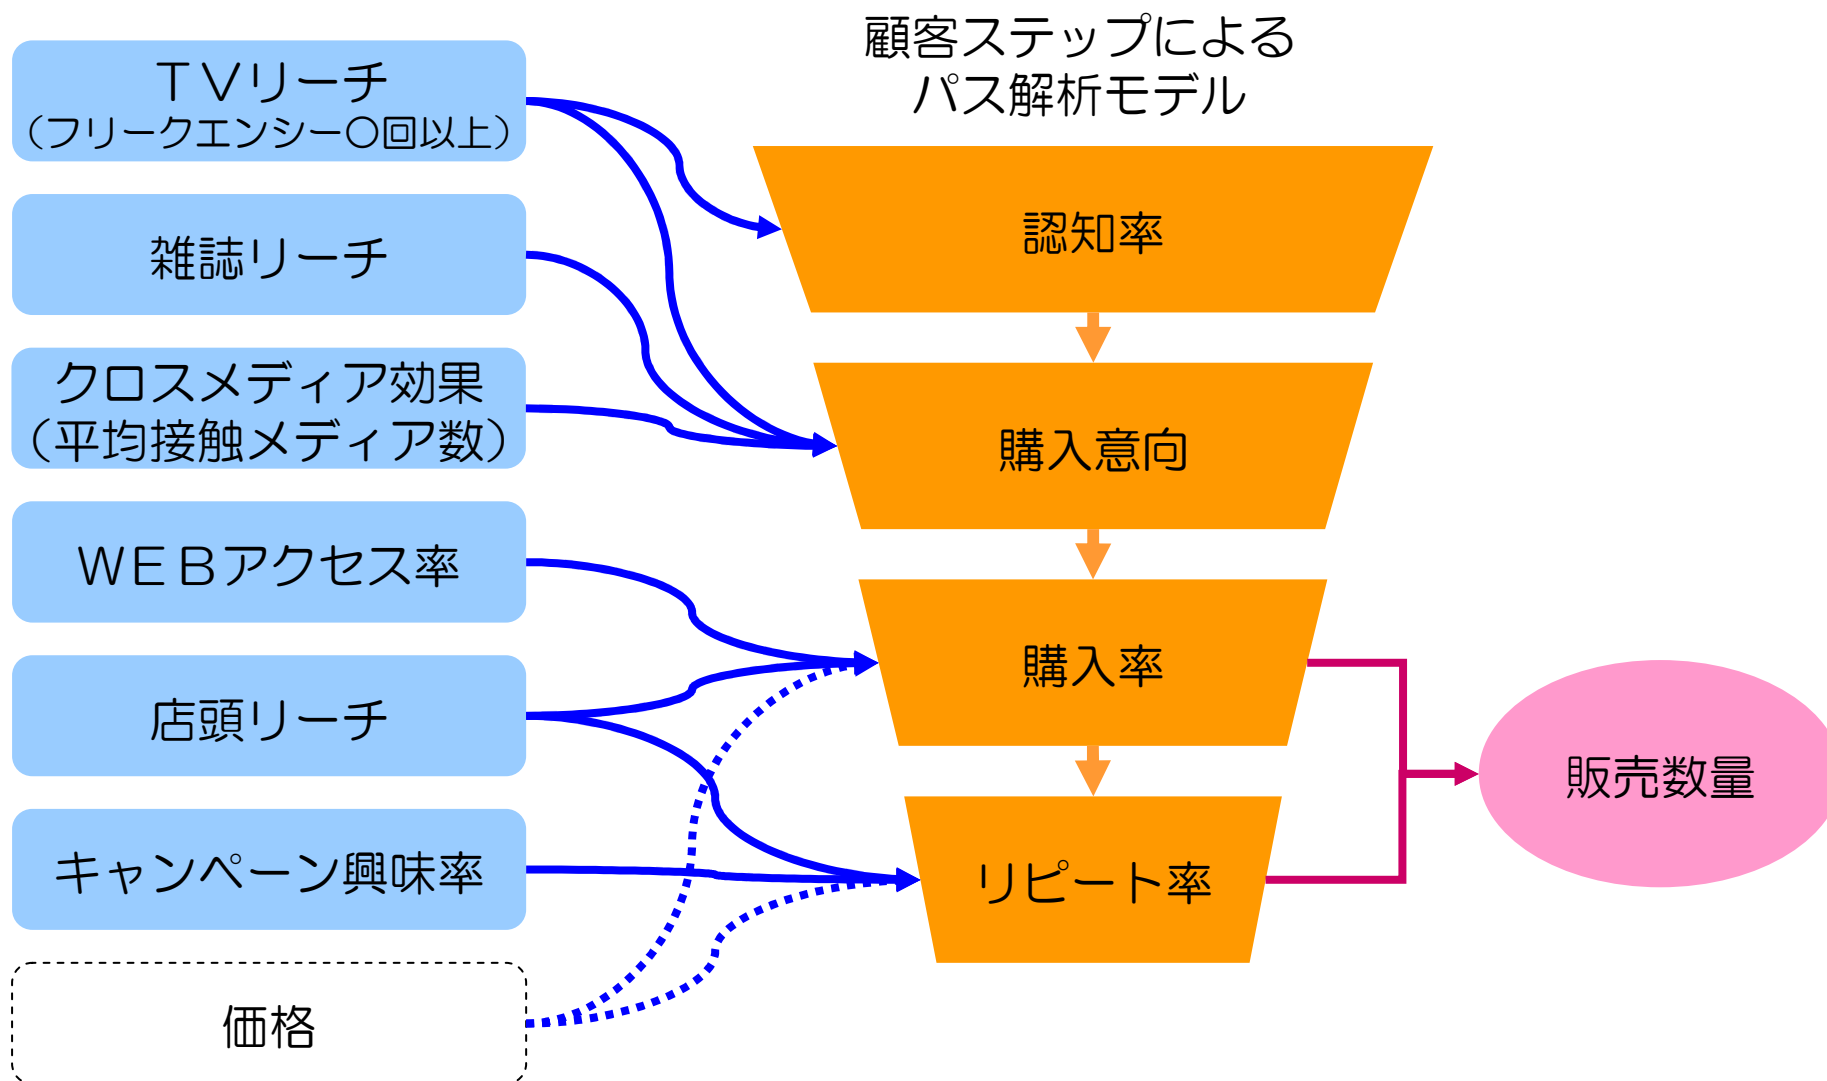 顧客ステップによる
パス解析モデル
ＴＶリーチ
（フリークエンシー〇回以上）
雑誌リーチ
クロスメディア効果
（平均接触メディア数）
ＷＥＢアクセス率
店頭リーチ
キャンペーン興味率
価格
認知率
購入意向
購入率
リピート率
販売数量